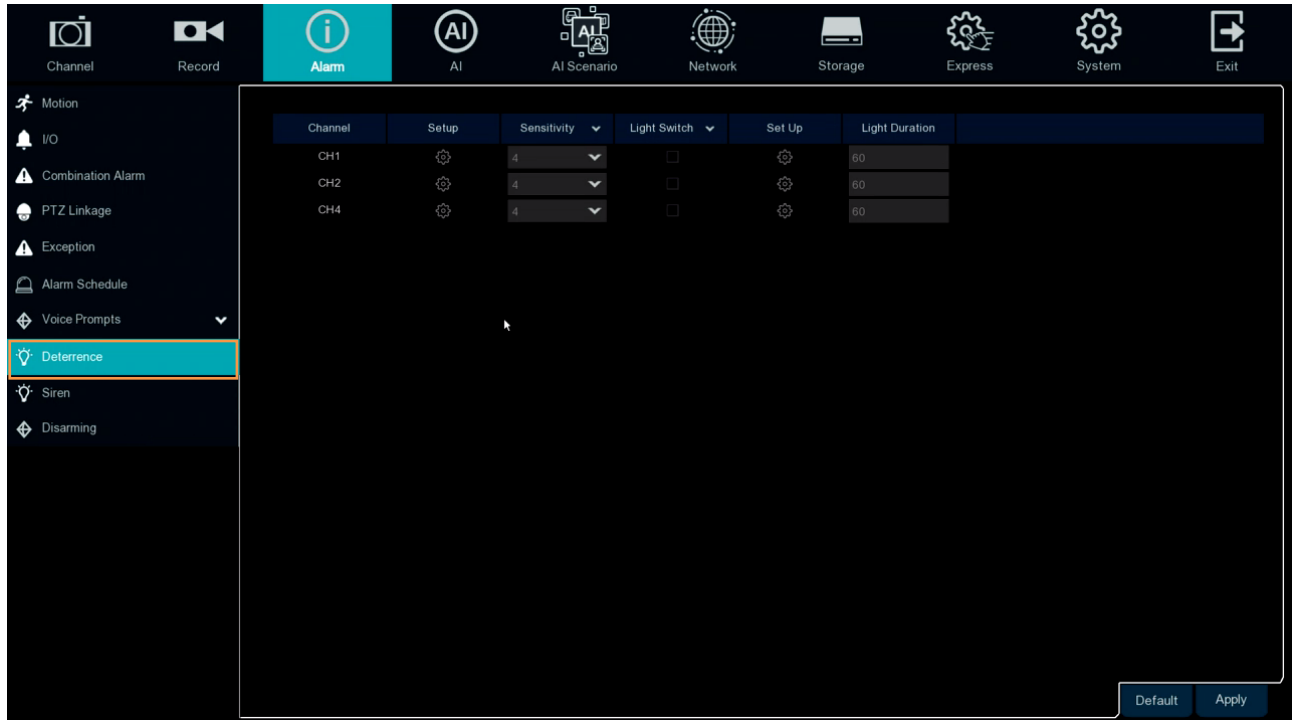 Channel Record Alarm AI AI Scenario Network Storage Express System Exit
Motion
I/O
Combination Alarm
PTZ Linkage
Exception
Alarm Schedule
Voice Prompts
Deterrence
Siren
Disarming
Channel Setup Sensitivity Light Switch Set Up Light Duration
CH1 4 60
CH2 4 60
CH4 4 60
Default Apply